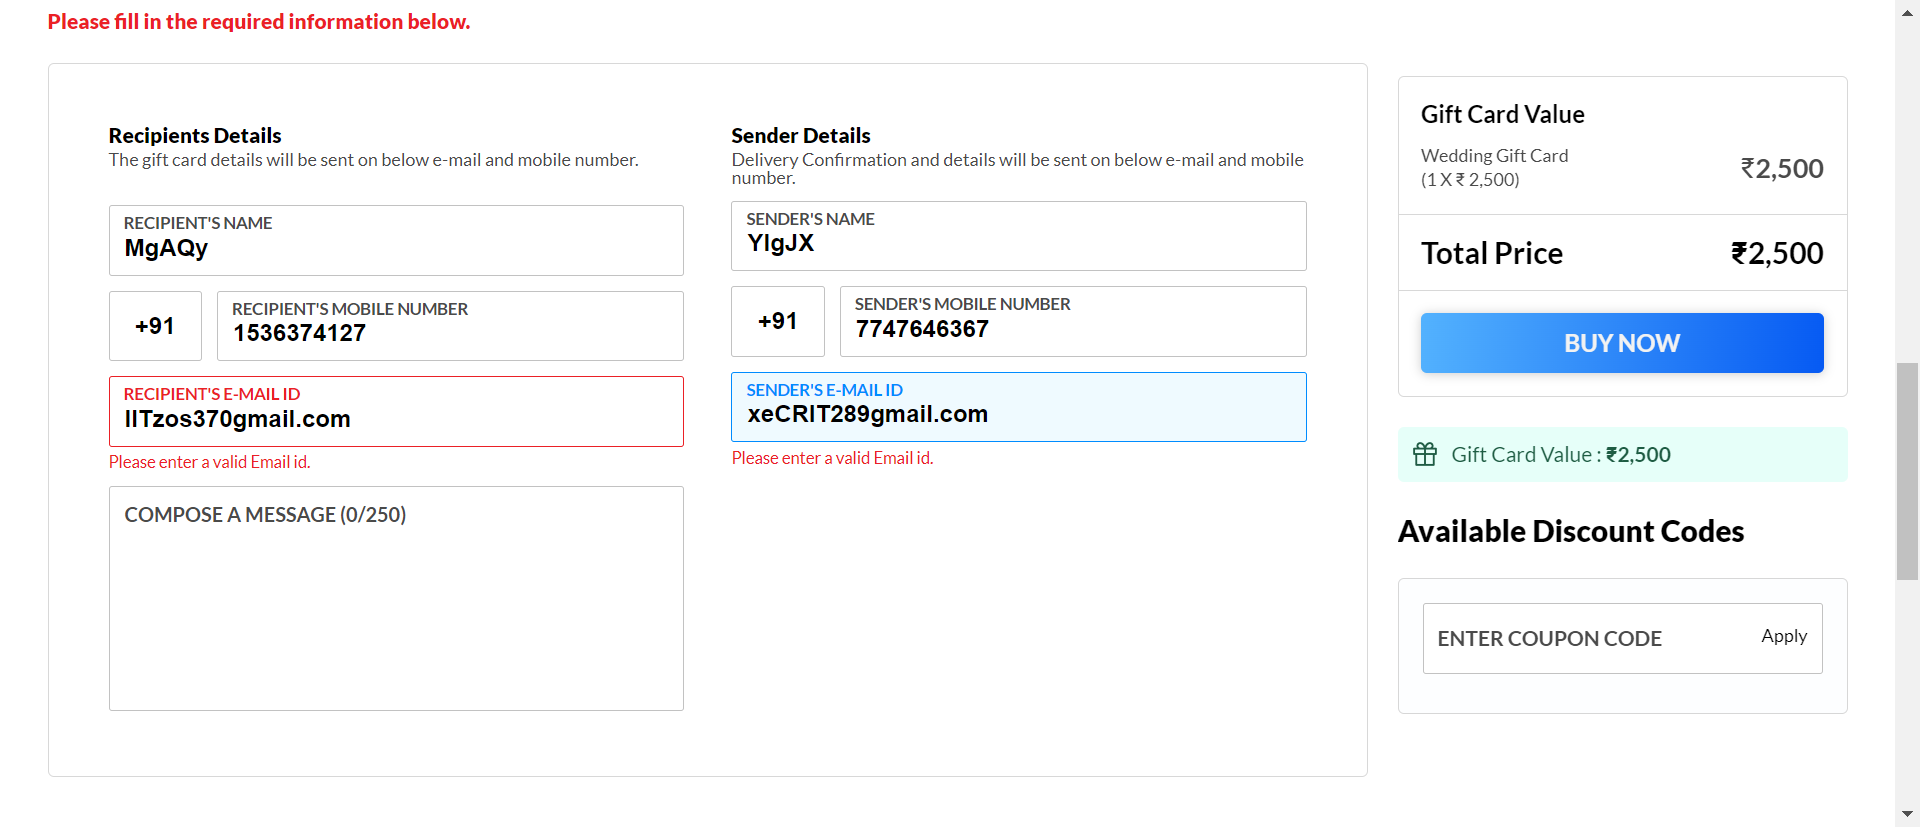 Please fill in the required information below.
Recipients Details
The gift card details will be sent on below e-mail and mobile number.
RECIPIENT'S NAME
MgAQy
+91
RECIPIENT'S MOBILE NUMBER
1536374127
RECIPIENT'S E-MAIL ID
IITzos370gmail.com
Please enter a valid Email id.
COMPOSE A MESSAGE (0/250)
Sender Details
Delivery Confirmation and details will be sent on below e-mail and mobile
number.
SENDER'S NAME
YIgJX
+91
SENDER'S MOBILE NUMBER
7747646367
SENDER'S E-MAIL ID
xeCRIT289gmail.com
Please enter a valid Email id.
Gift Card Value
Wedding Gift Card
(1 X ₹ 2,500)
₹2,500
Total Price
₹2,500
BUY NOW
Gift Card Value : ₹2,500
Available Discount Codes
ENTER COUPON CODE
Apply